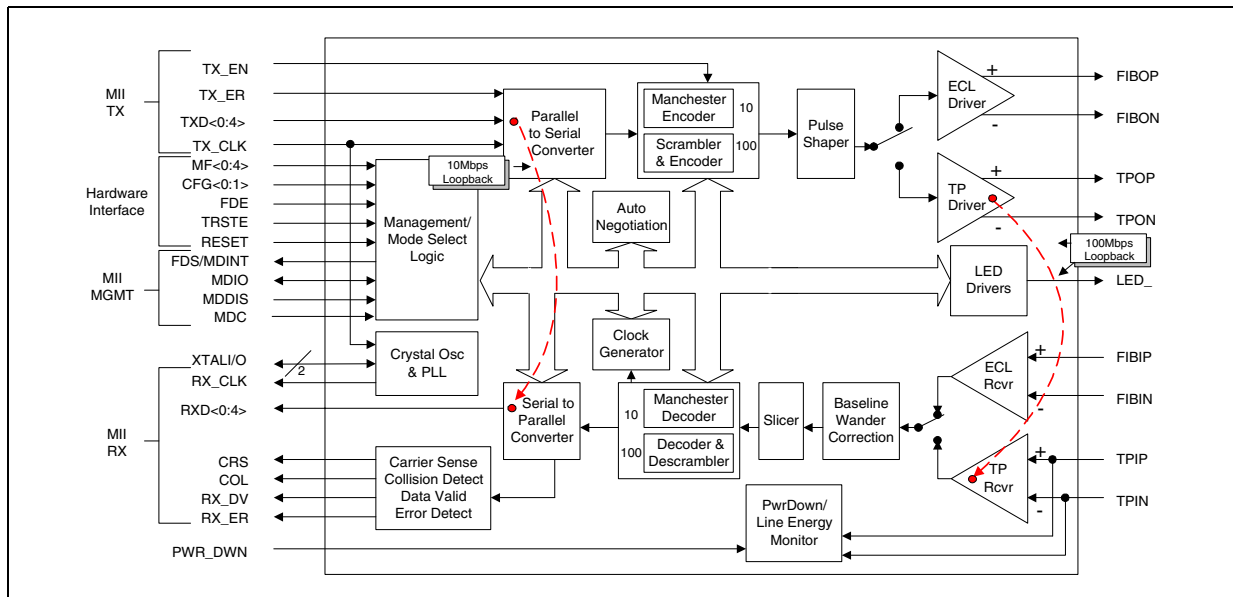 MII
TX
TX_EN
TX_ER
TXD<0:4>
TX_CLK
Hardware
Interface
MF<0:4>
CFG<0:1>
FDE
TRSTE
RESET
MII
MGMT
FDS/MDINT
MDIO
MDDIS
MDC
MII
RX
XTALI/O
2
RX_CLK
RXD<0:4>
CRS
COL
RX_DV
RX_ER
PWR_DWN
Parallel
to Serial
Converter
10Mbps
Loopback
Management/
Mode Select
Logic
Crystal Osc
& PLL
Manchester
Encoder
10
Scrambler
& Encoder
100
Pulse
Shaper
ECL
Driver
+
-
FIBOP
FIBON
TP
Driver
+
-
TPOP
TPON
Auto
Negotiation
100Mbps
Loopback
LED
Drivers
LED_
Clock
Generator
Serial to
Parallel
Converter
10
Manchester
Decoder
100
Decoder &
Descrambler
Slicer
Baseline
Wander
Correction
ECL
Rcvr
+
-
FIBIP
FIBIN
TP
Rcvr
+
-
TPIP
TPIN
Carrier Sense
Collision Detect
Data Valid
Error Detect
PwrDown/
Line Energy
Monitor